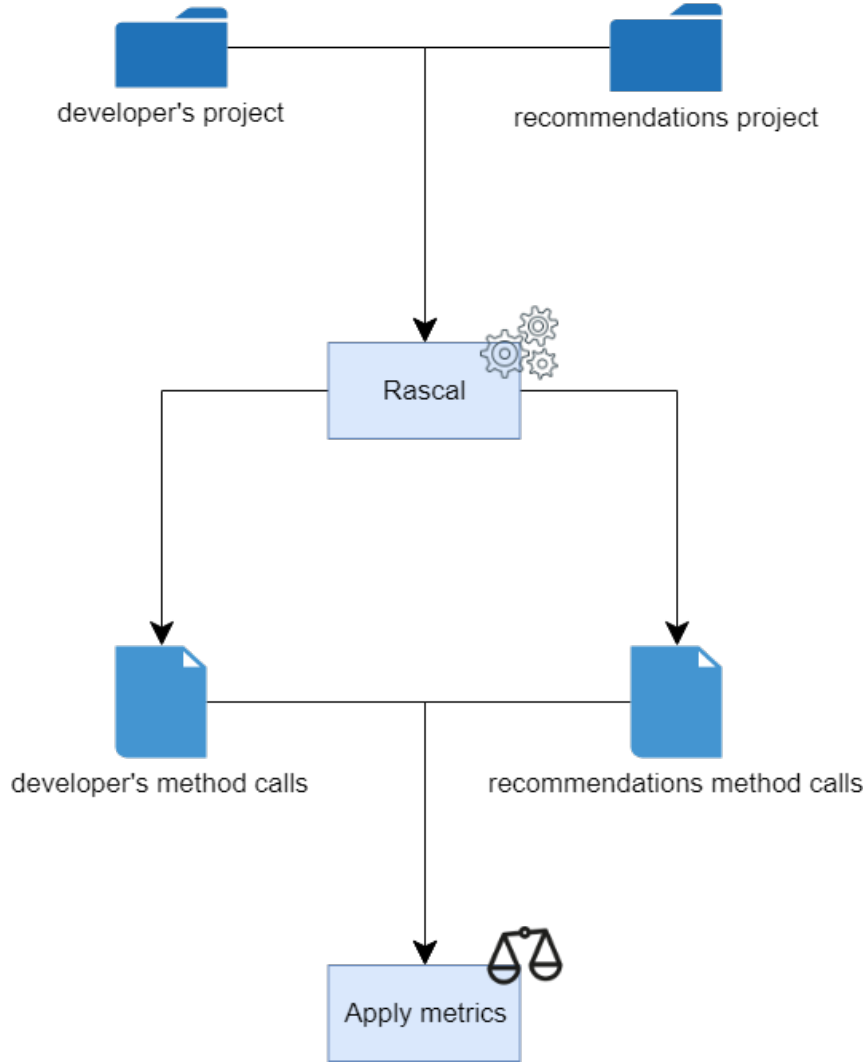 developer's project
recommendations project
Rascal
developer's method calls
recommendations method calls
Apply metrics